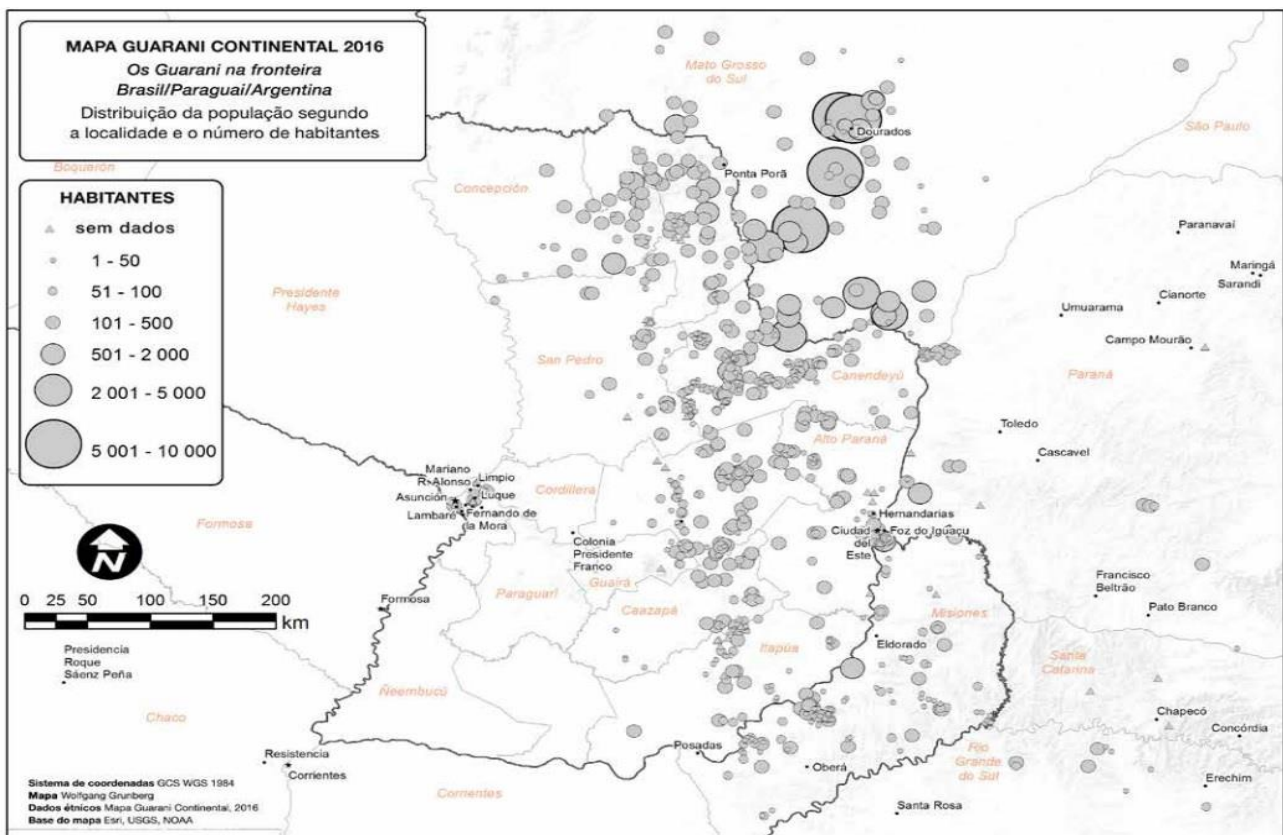 MAPA GUARANI CONTINENTAL 2016
Os Guarani na fronteira
Brasil/Paraguai/Argentina
Distribuição da população segundo
a localidade e o número de habitantes
HABITANTES
sem dados
1 - 50
51 - 100
101 - 500
501 - 2 000
2 001 - 5 000
5 001 - 10 000
Mato Grosso
do Sul
Dourados
São Paulo
Boquerón
Concepción
Ponta Porã
Paranavaí
Presidente
Hayes
Maringá
Sarandi
Cianorte
Umuarama
Campo Mourão
San Pedro
Canendeyú
Paraná
Toledo
Alto Paraná
Cascavel
Mariano
R. Alonso
Limpio
Asunción
Luque
Lambaré
Fernando de
la Mora
Cordillera
Formosa
Hernandarias
Ciudad
del
Este
Foz do Iguaçu
Colonia
Presidente
Franco
Guairá
Paraguarí
Caazapá
Francisco
Beltrão
Pato Branco
N
0 25 50 100 150 200
km
Formosa
Misiones
Eldorado
Itapúa
Presidencia
Roque
Sáenz Peña
Ñeembucú
Chaco
Chapecó
Concórdia
Resistencia
Corrientes
Posadas
Oberá
Rio
Grande
do Sul
Erechim
Corrientes
Santa Rosa
Sistema de coordenadas GCS WGS 1984
Mapa Wolfgang Grunberg
Dados étnicos Mapa Guarani Continental, 2016
Base do mapa Esri, USGS, NOAA